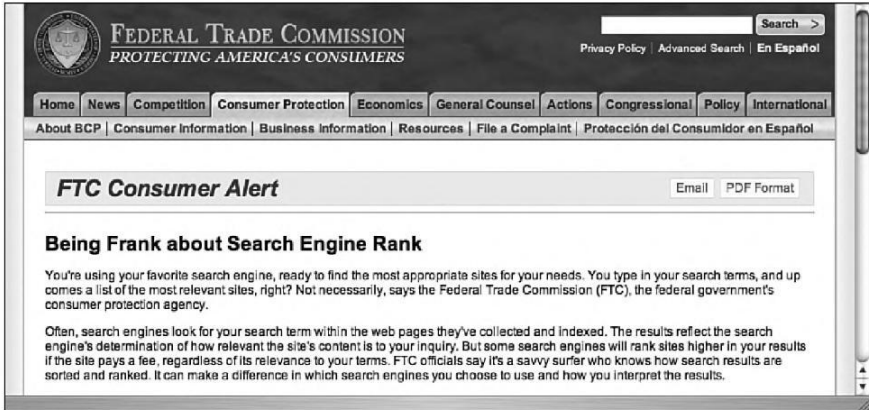 FEDERAL TRADE COMMISSION
PROTECTING AMERICA'S CONSUMERS
Search >
Privacy Policy | Advanced Search | En Español
Home News Competition Consumer Protection Economics General Counsel Actions Congressional Policy International
About BCP | Consumer Information | Business Information | Resources | File a Complaint | Protección del Consumidor en Español
FTC Consumer Alert
Email PDF Format
Being Frank about Search Engine Rank
You're using your favorite search engine, ready to find the most appropriate sites for your needs. You type in your search terms, and up
comes a list of the most relevant sites, right? Not necessarily, says the Federal Trade Commission (FTC), the federal government's
consumer protection agency.
Often, search engines look for your search term within the web pages they've collected and indexed. The results reflect the search
engine's determination of how relevant the site's content is to your inquiry. But some search engines will rank sites higher in your results
if the site pays a fee, regardless of its relevance to your terms. FTC officials say it's a savvy surfer who knows how search results are
sorted and ranked. It can make a difference in which search engines you choose to use and how you interpret the results.